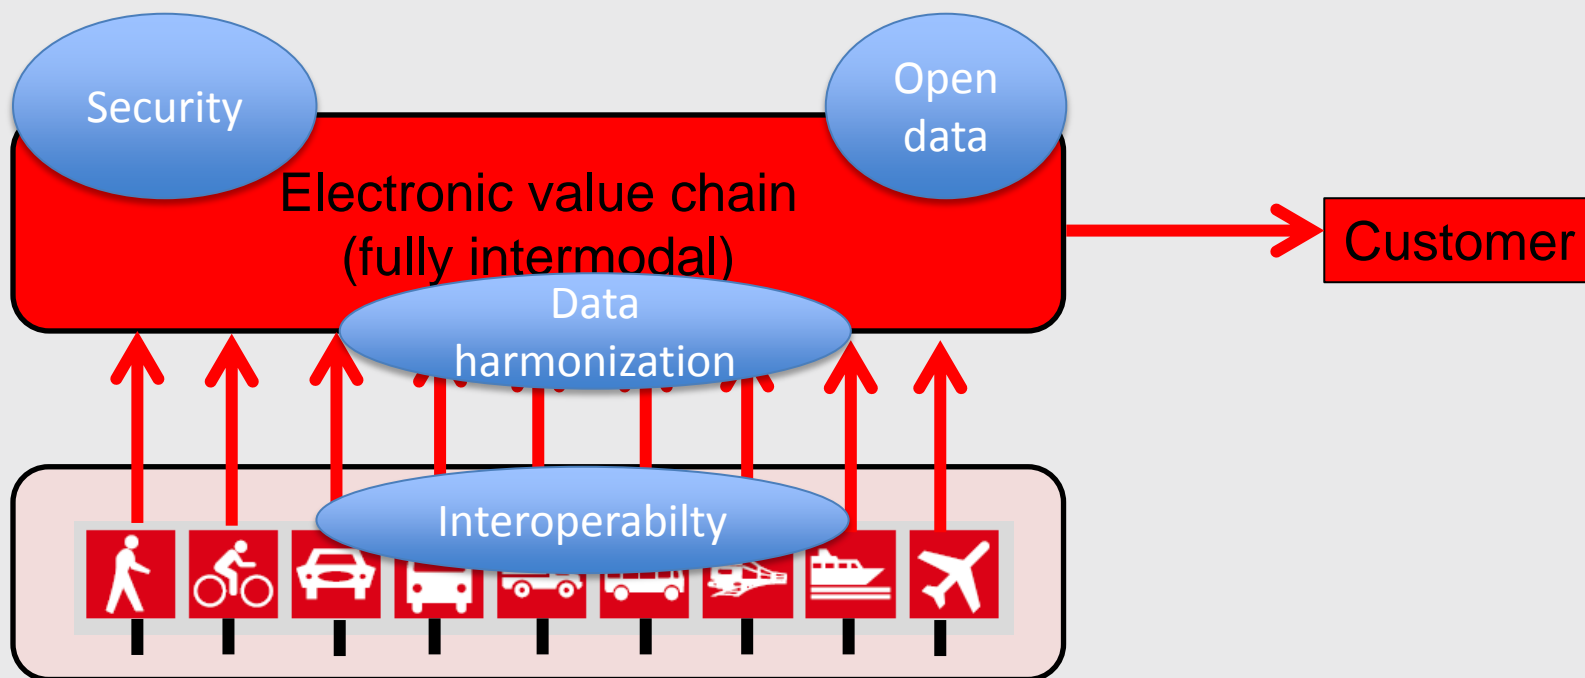 Security
Open
data
Electronic value chain
(fully intermodal)
Customer
Data
harmonization
Interoperabilty